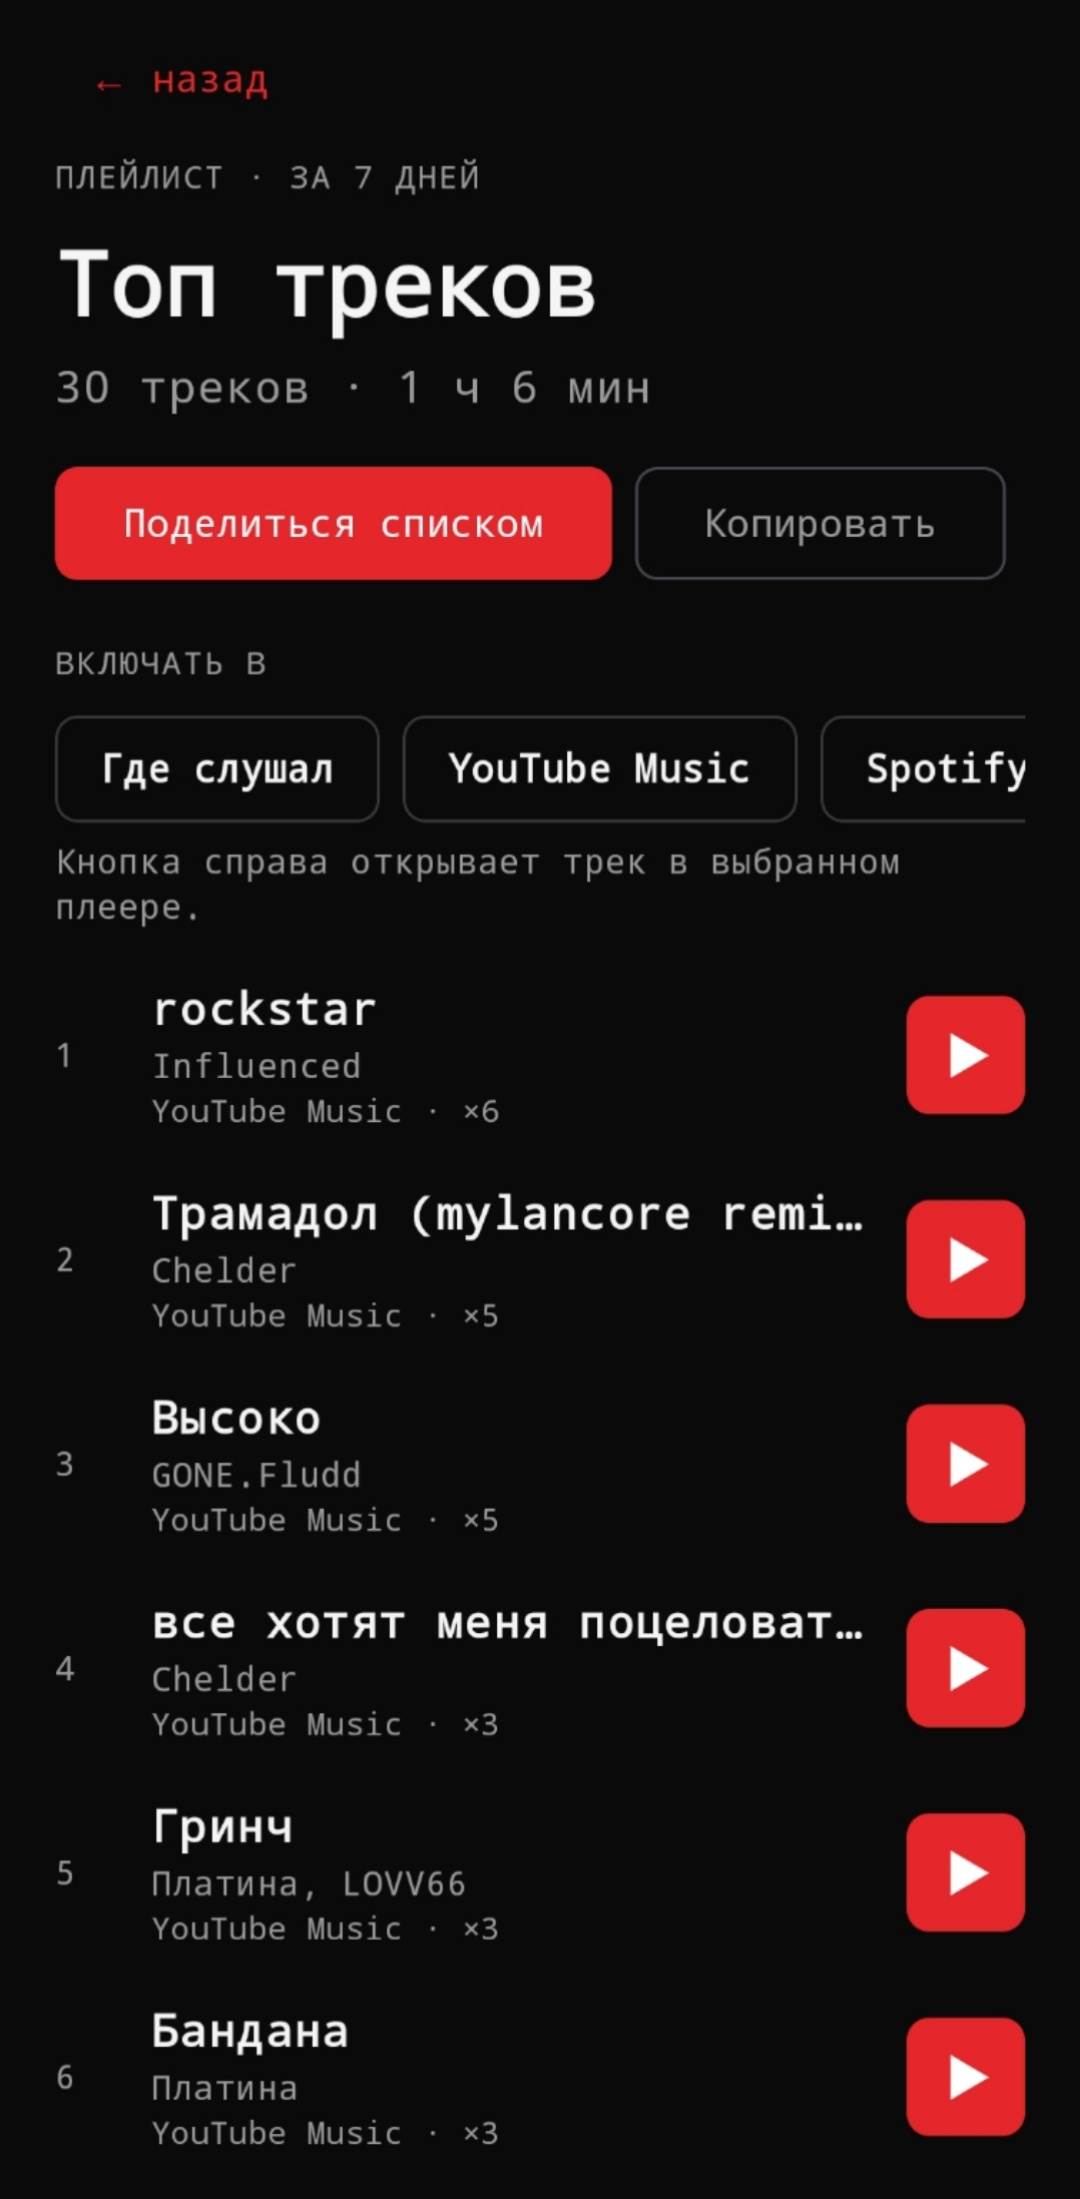 ← назад
ПЛЕЙЛИСТ · ЗА 7 ДНЕЙ
Топ треков
30 треков · 1 ч 6 мин
Поделиться списком
Копировать
ВКЛЮЧАТЬ В
Где слушал
YouTube Music
Spotify
Кнопка справа открывает трек в выбранном
плеере.
1
rockstar
Influenced
YouTube Music · ×6
2
Трамадол (mylancore remi…
Chelder
YouTube Music · ×5
3
Высоко
GONE.Fludd
YouTube Music · ×5
4
все хотят меня поцеловат…
Chelder
YouTube Music · ×3
5
Гринч
Платина, LOVV66
YouTube Music · ×3
6
Бандана
Платина
YouTube Music · ×3